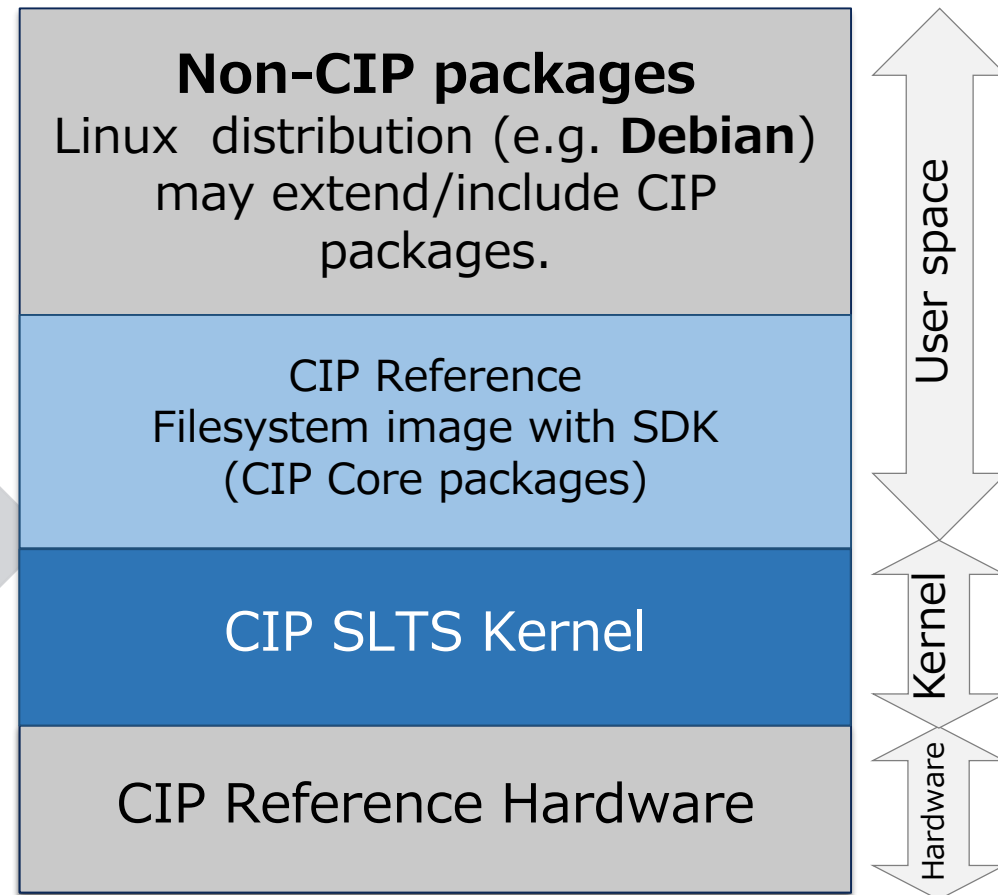 Non-CIP packages
Linux  distribution (e.g. Debian)
may extend/include CIP
packages.
CIP Reference
Filesystem image with SDK
(CIP Core packages)
CIP SLTS Kernel
CIP Reference Hardware
User space
Kernel
Hardware